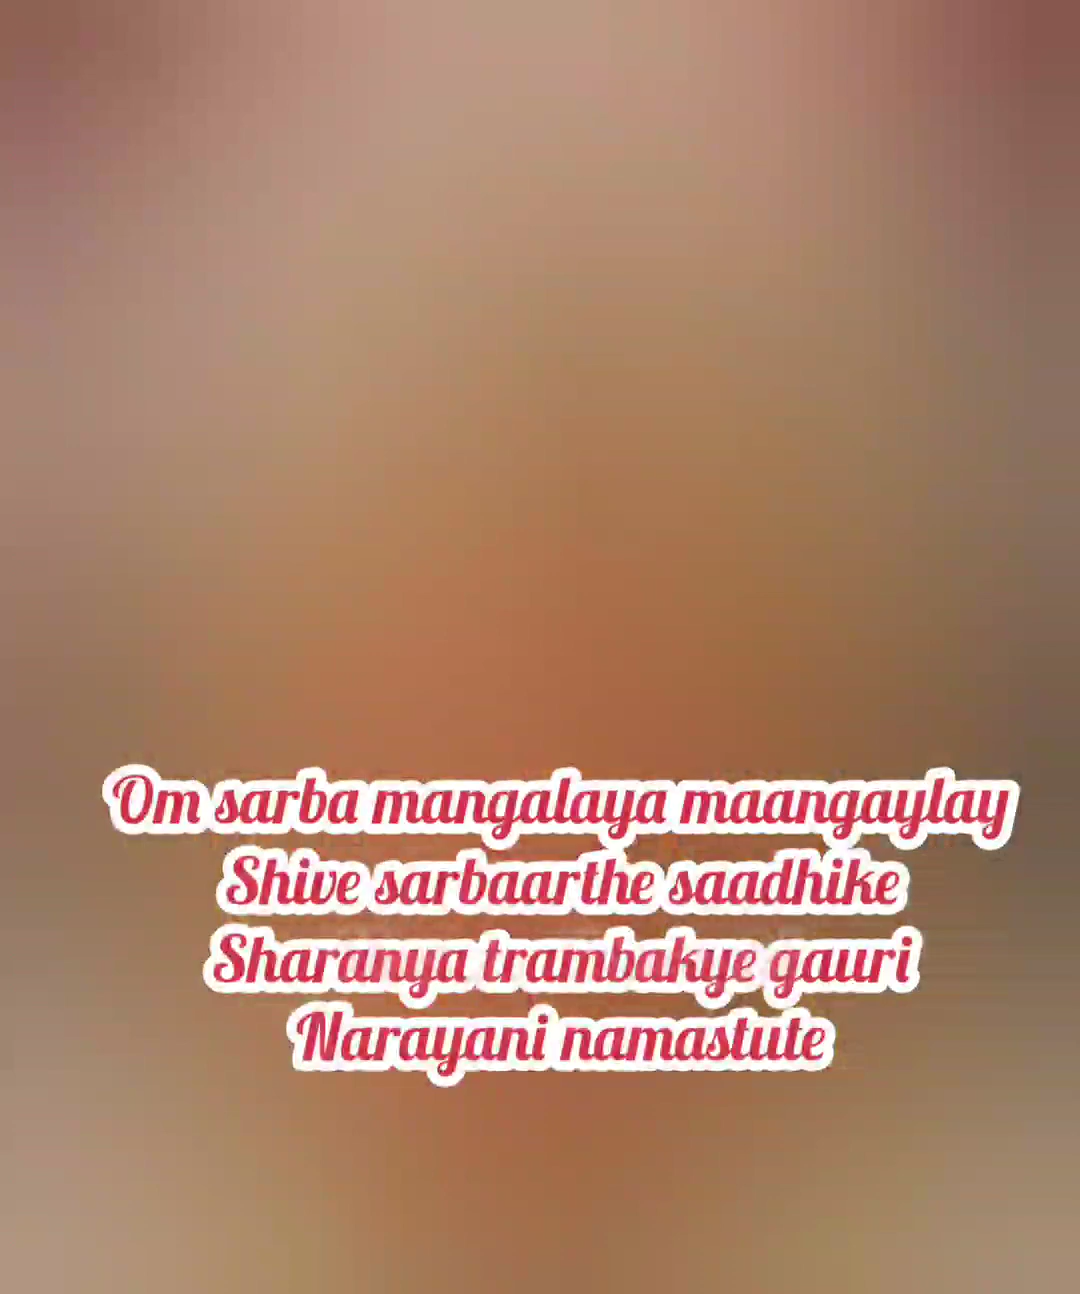 Om sarba mangalaya maangaylay
Shive sarbaarthe saadhike
Sharanya trambakye gauri
Narayani namastute